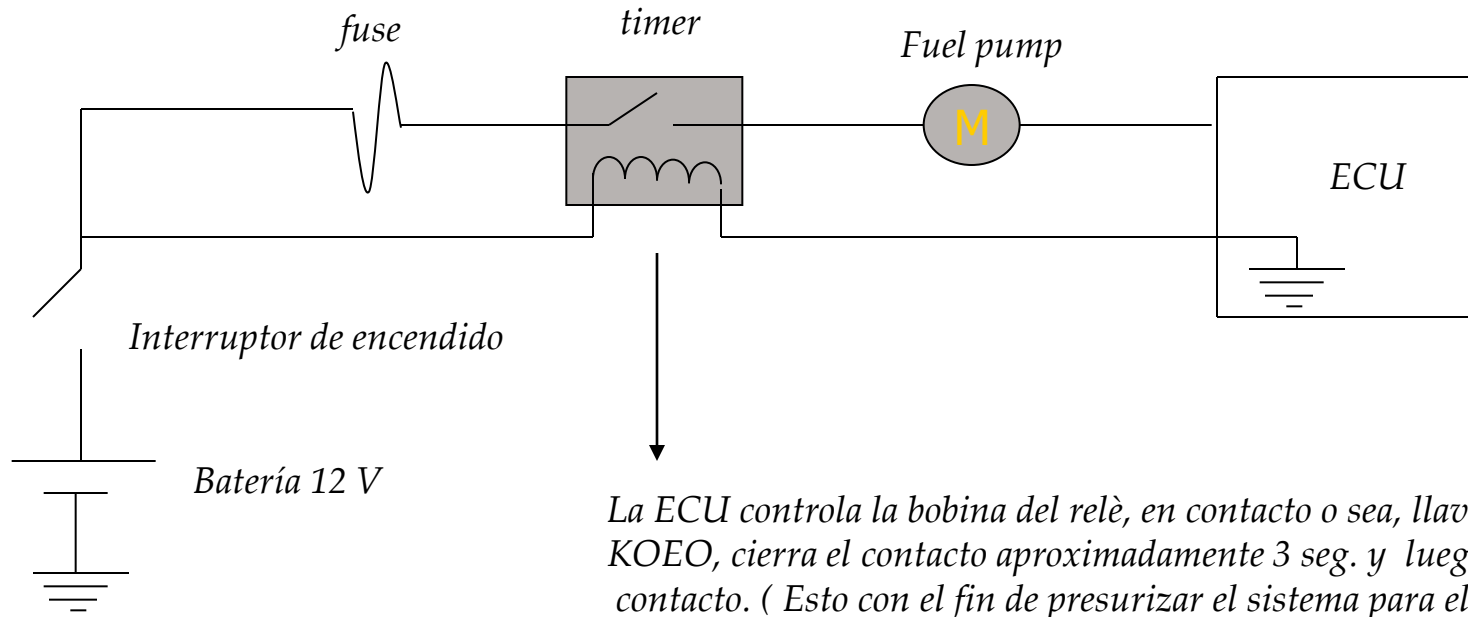 fuse
timer
Fuel pump
M
ECU
Interruptor de encendido
Batería 12 V
La ECU controla la bobina del relè, en contacto o sea, llav
KOEO, cierra el contacto aproximadamente 3 seg. y lueg
contacto. ( Esto con el fin de presurizar el sistema para el